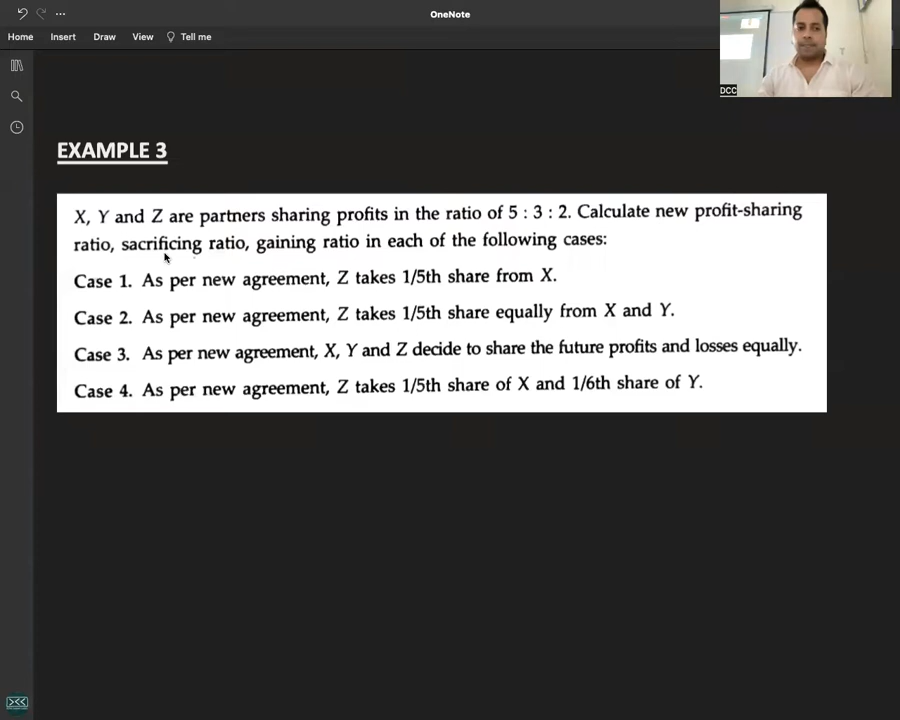 OneNote
Home Insert Draw View Tell me
DCC
EXAMPLE 3
X, Y and Z are partners sharing profits in the ratio of 5 : 3 : 2. Calculate new profit-sharing
ratio, sacrificing ratio, gaining ratio in each of the following cases:
Case 1. As per new agreement, Z takes 1/5th share from X.
Case 2. As per new agreement, Z takes 1/5th share equally from X and Y.
Case 3. As per new agreement, X, Y and Z decide to share the future profits and losses equally.
Case 4. As per new agreement, Z takes 1/5th share of X and 1/6th share of Y.